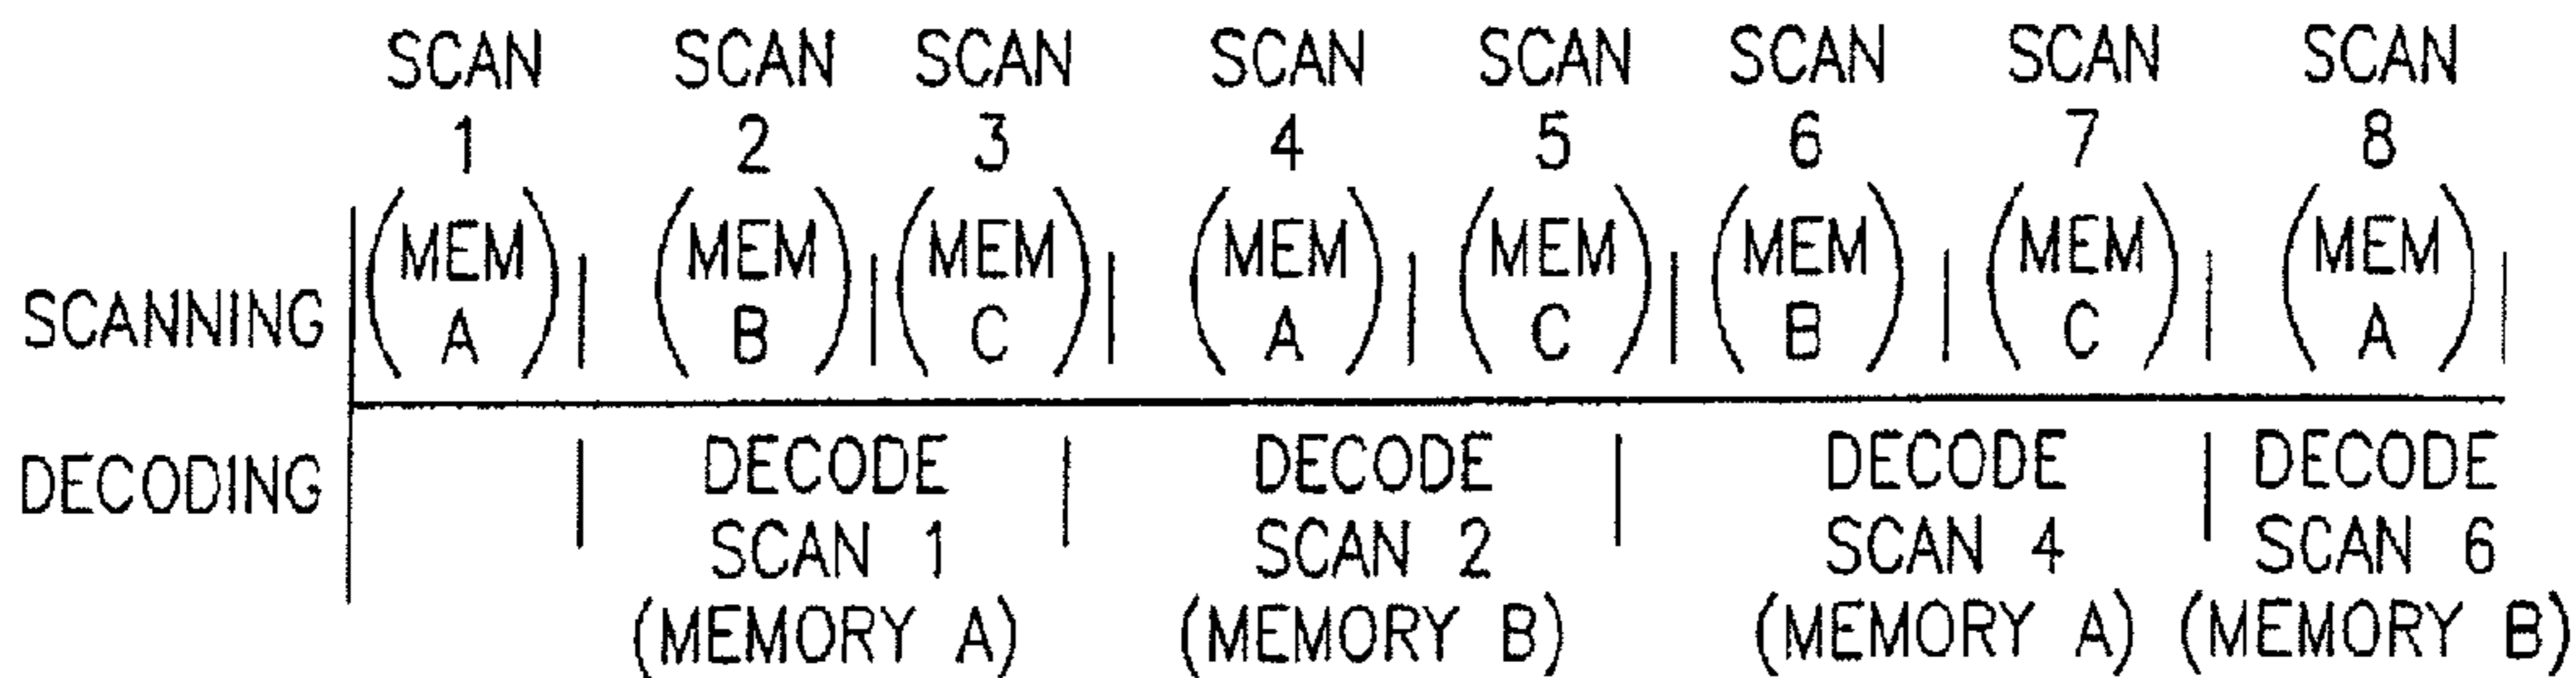 SCAN SCAN SCAN SCAN SCAN SCAN SCAN SCAN
1 2 3 4 5 6 7 8
(MEM (MEM (MEM (MEM (MEM (MEM (MEM (MEM
SCANNING A) B) C) A) C) B) C) A)
DECODING DECODE DECODE DECODE DECODE
SCAN 1 SCAN 2 SCAN 4 SCAN 6
(MEMORY A) (MEMORY B) (MEMORY A) (MEMORY B)